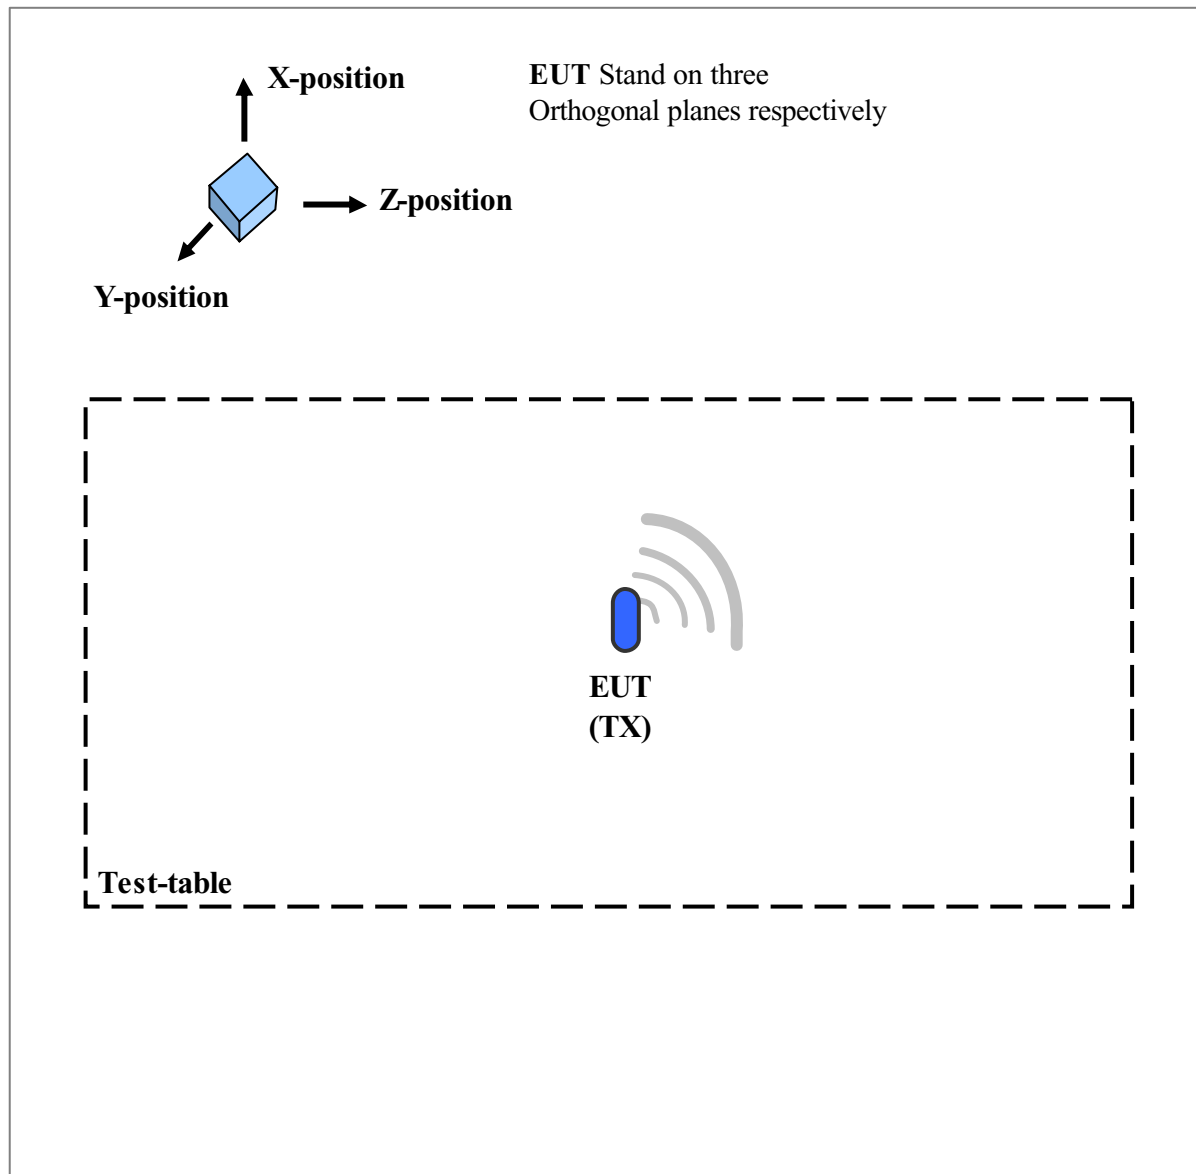 X-position
EUT Stand on three
Orthogonal planes respectively
Z-position
Y-position
EUT
(TX)
Test-table